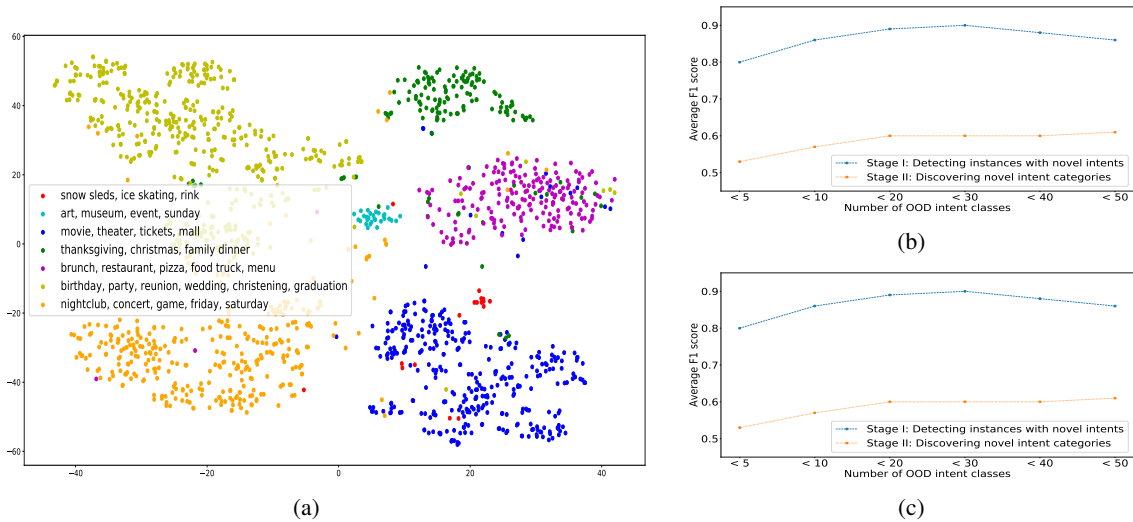 60
40
20
0
−20
−40
−60
−40
−20
0
20
40
snow sleds, ice skating, rink
art, museum, event, sunday
movie, theater, tickets, mall
thanksgiving, christmas, family dinner
brunch, restaurant, pizza, food truck, menu
birthday, party, reunion, wedding, christening, graduation
nightclub, concert, game, friday, saturday
(a)
Average F1 score
0.9
0.8
0.7
0.6
0.5
Stage I: Detecting instances with novel intents
Stage II: Discovering novel intent categories
< 5
< 10
< 20
< 30
< 40
< 50
Number of OOD intent classes
(b)
Average F1 score
0.9
0.8
0.7
0.6
0.5
Stage I: Detecting instances with novel intents
Stage II: Discovering novel intent categories
< 5
< 10
< 20
< 30
< 40
< 50
Number of OOD intent classes
(c)